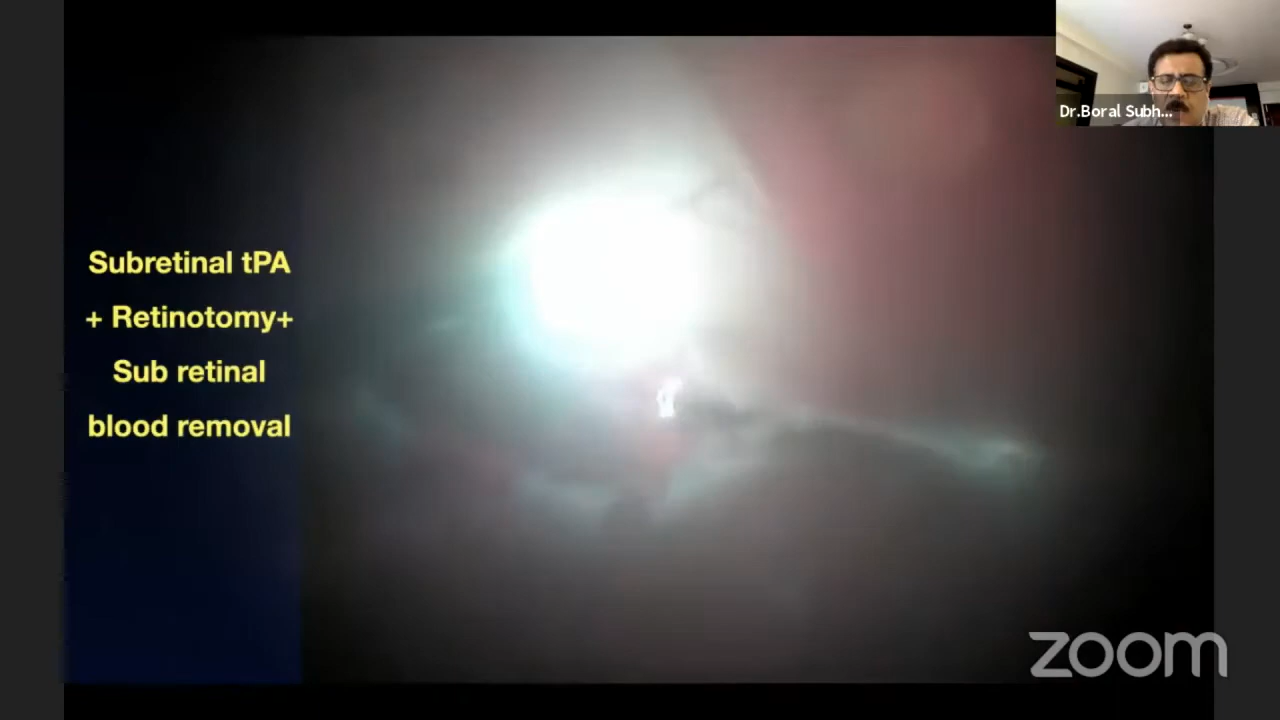 Dr.Boral Subh...
Subretinal tPA
+ Retinotomy+
Sub retinal
blood removal
zoom